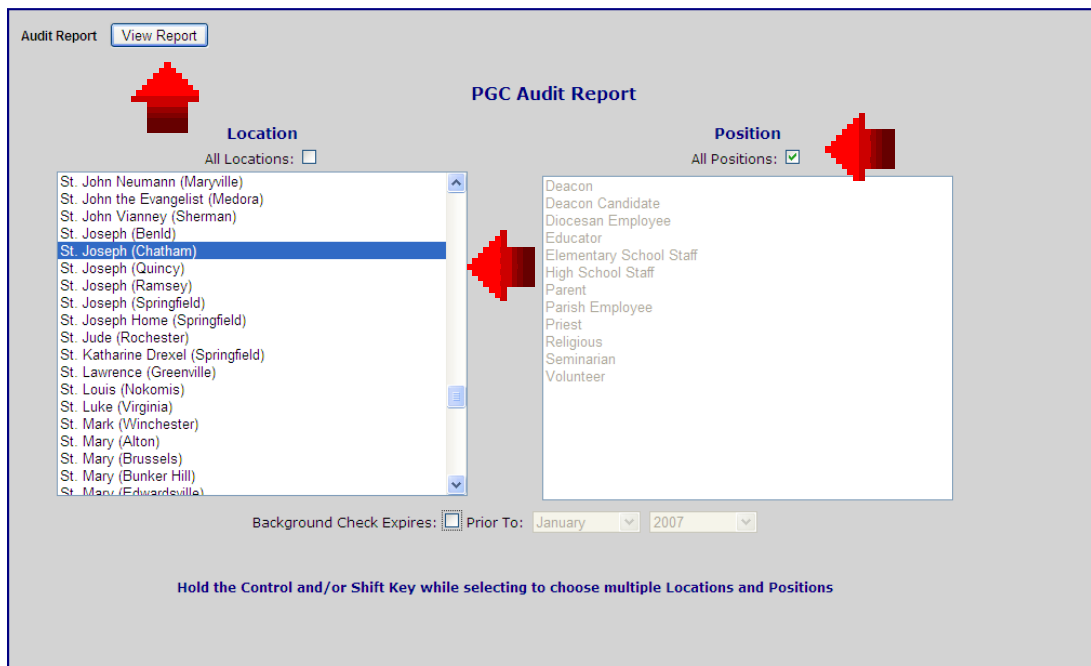 Audit Report View Report
PGC Audit Report
Location
All Locations:
St. John Neumann (Maryville)
St. John the Evangelist (Medora)
St. John Vianney (Sherman)
St. Joseph (Benld)
St. Joseph (Chatham)
St. Joseph (Quincy)
St. Joseph (Ramsey)
St. Joseph (Springfield)
St. Joseph Home (Springfield)
St. Jude (Rochester)
St. Katharine Drexel (Springfield)
St. Lawrence (Greenville)
St. Louis (Nokomis)
St. Luke (Virginia)
St. Mark (Winchester)
St. Mary (Alton)
St. Mary (Brussels)
St. Mary (Bunker Hill)
St. Mary (Edwardsville)
Position
All Positions:
Deacon
Deacon Candidate
Diocesan Employee
Educator
Elementary School Staff
High School Staff
Parent
Parish Employee
Priest
Religious
Seminarian
Volunteer
Background Check Expires: Prior To: January 2007
Hold the Control and/or Shift Key while selecting to choose multiple Locations and Positions